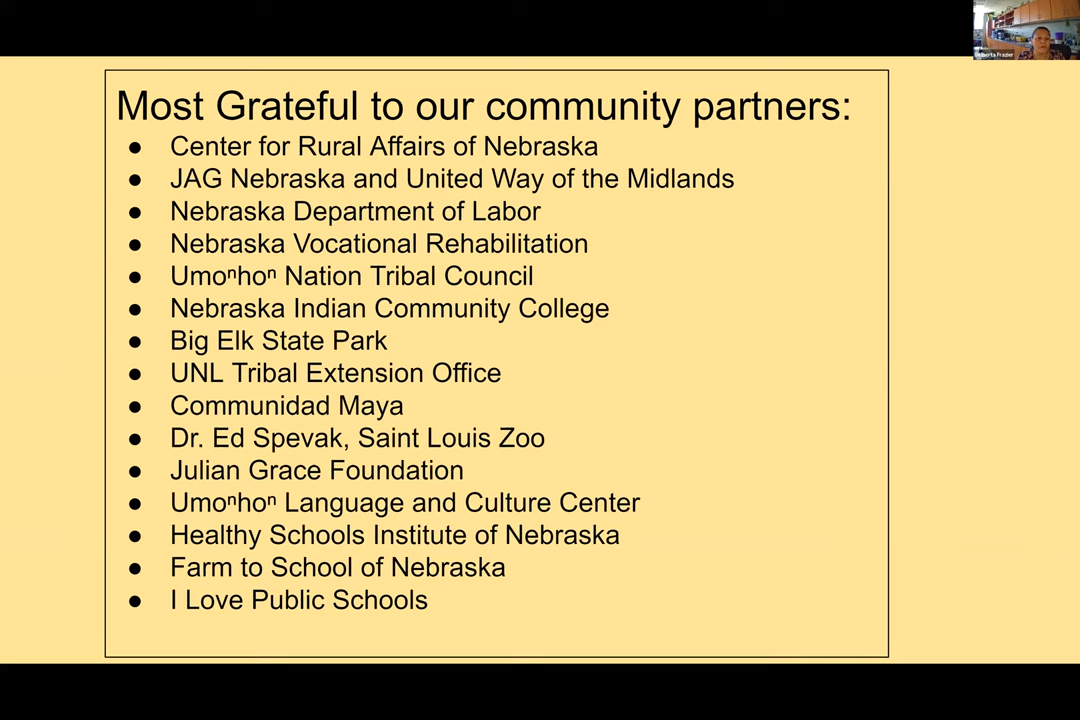 Most Grateful to our community partners:
● Center for Rural Affairs of Nebraska
● JAG Nebraska and United Way of the Midlands
● Nebraska Department of Labor
● Nebraska Vocational Rehabilitation
● Umoⁿhoⁿ Nation Tribal Council
● Nebraska Indian Community College
● Big Elk State Park
● UNL Tribal Extension Office
● Communidad Maya
● Dr. Ed Spevak, Saint Louis Zoo
● Julian Grace Foundation
● Umoⁿhoⁿ Language and Culture Center
● Healthy Schools Institute of Nebraska
● Farm to School of Nebraska
● I Love Public Schools
Frazier